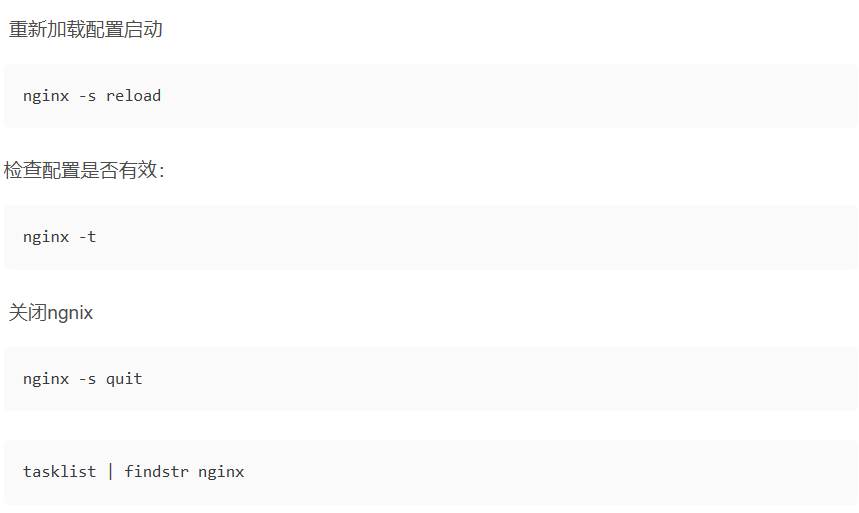 重新加载配置启动
nginx -s reload
检查配置是否有效：
nginx -t
关闭ngnix
nginx -s quit
tasklist | findstr nginx